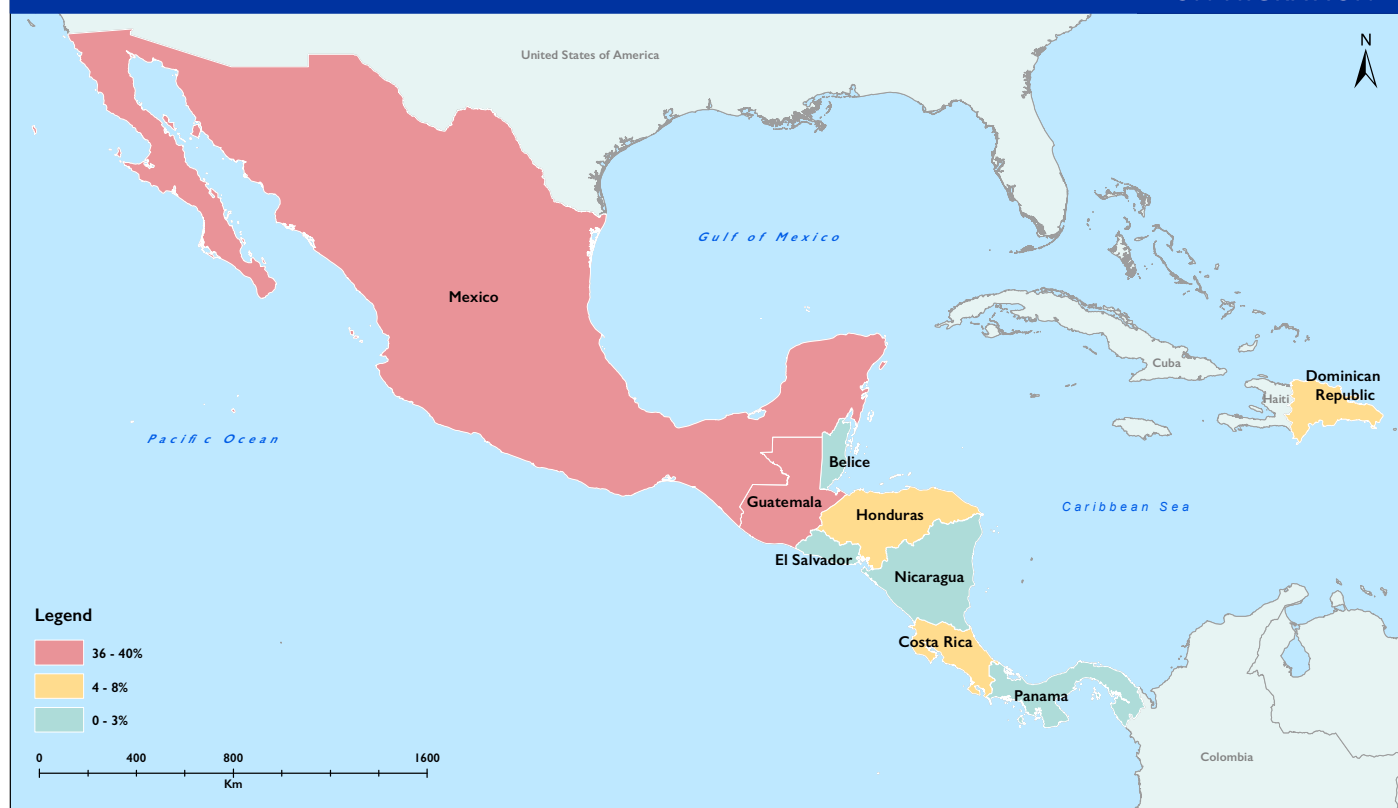 N
United States of America
Gulf of Mexico
Mexico
Cuba
Dominican
Republic
Haiti
Pacific Ocean
Belice
Guatemala
Honduras
Caribbean Sea
El Salvador
Nicaragua
Legend
Costa Rica
36 - 40%
4 - 8%
Panama
0 - 3%
Colombia
0 400 800 1600
Km